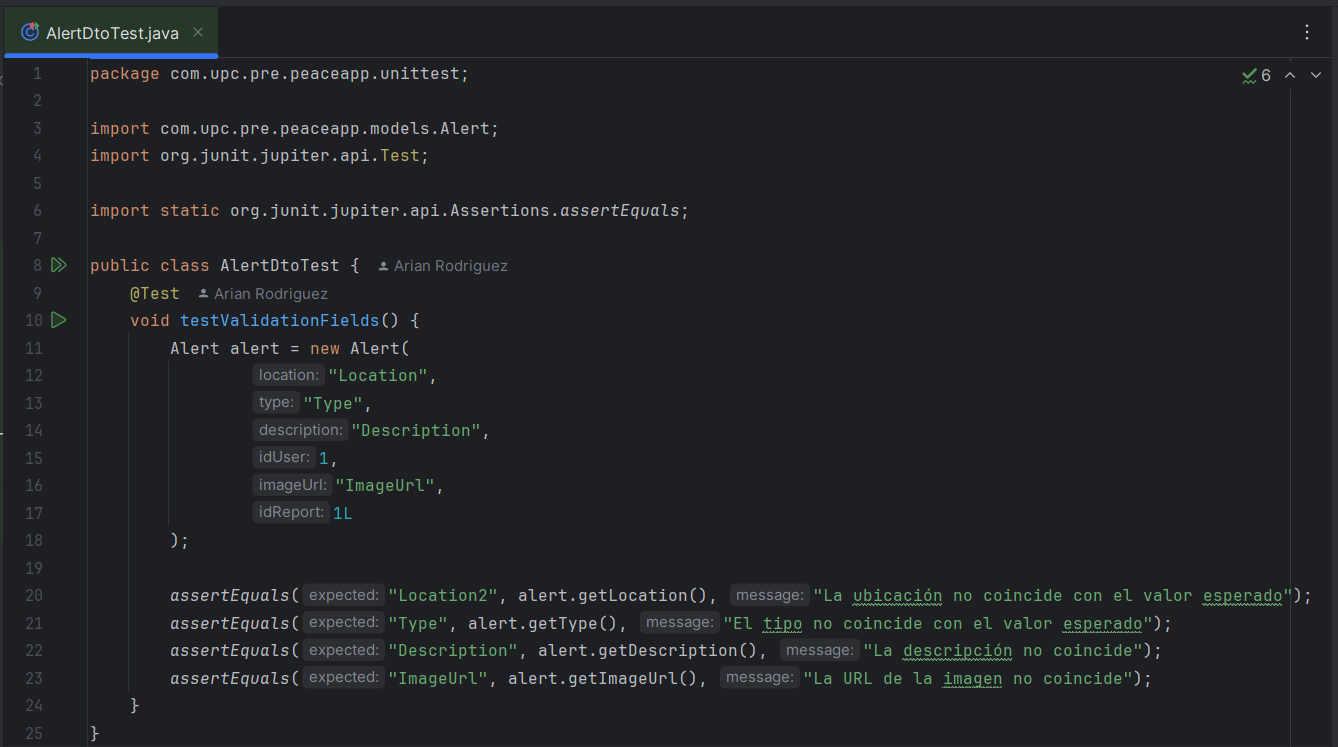 AlertDtoTest.java
6
1 package com.upc.pre.peaceapp.unittest;
2
3 import com.upc.pre.peaceapp.models.Alert;
4 import org.junit.jupiter.api.Test;
5
6 import static org.junit.jupiter.api.Assertions.assertEquals;
7
8 public class AlertDtoTest { Arian Rodriguez
9 @Test Arian Rodriguez
10 void testValidationFields() {
11 Alert alert = new Alert(
12 location: "Location",
13 type: "Type",
14 description: "Description",
15 idUser: 1,
16 imageUrl: "ImageUrl",
17 idReport: 1L
18 );
19
20 assertEquals( expected: "Location2", alert.getLocation(), message: "La ubicación no coincide con el valor esperado");
21 assertEquals( expected: "Type", alert.getType(), message: "El tipo no coincide con el valor esperado");
22 assertEquals( expected: "Description", alert.getDescription(), message: "La descripción no coincide");
23 assertEquals( expected: "ImageUrl", alert.getImageUrl(), message: "La URL de la imagen no coincide");
24 }
25 }